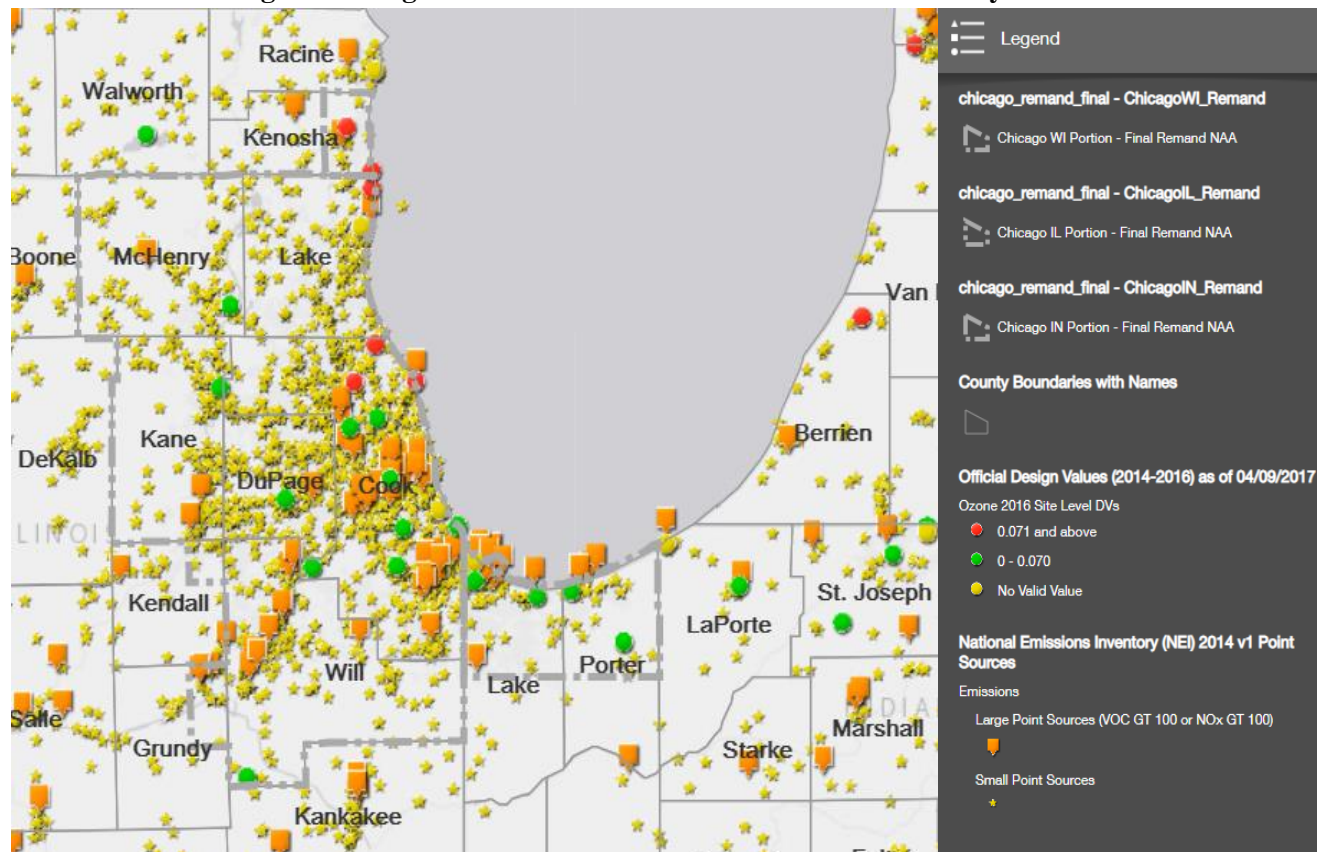 Racine
Walworth
Kenosha
Boone
McHenry
Lake
Van
Kane
DeKalb
DuPage
Cook
Berrien
Kendall
St. Joseph
LaPorte
Will
Porter
Lake
Salle
Marshall
Grundy
Starke
Kankakee
Legend
chicago_remand_final - ChicagoWI_Remand
Chicago WI Portion - Final Remand NAA
chicago_remand_final - ChicagoIL_Remand
Chicago IL Portion - Final Remand NAA
chicago_remand_final - ChicagoIN_Remand
Chicago IN Portion - Final Remand NAA
County Boundaries with Names
Official Design Values (2014-2016) as of 04/09/2017
Ozone 2016 Site Level DVs
0.071 and above
0 - 0.070
No Valid Value
National Emissions Inventory (NEI) 2014 v1 Point
Sources
Emissions
Large Point Sources (VOC GT 100 or NOx GT 100)
Small Point Sources